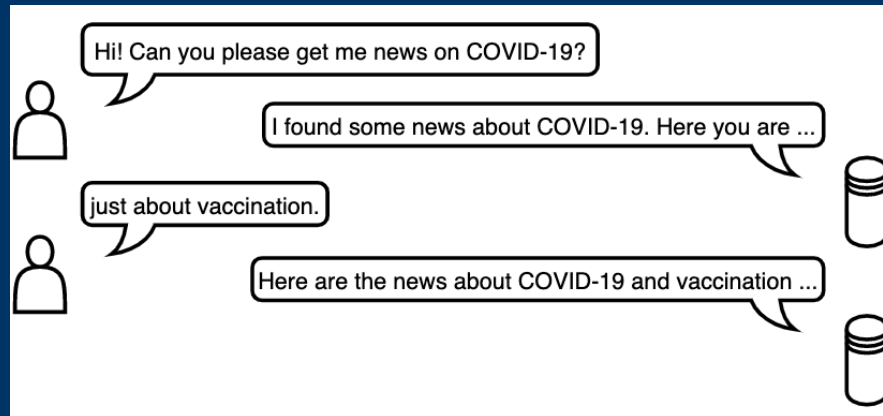 Hi! Can you please get me news on COVID-19?
I found some news about COVID-19. Here you are ...
just about vaccination.
Here are the news about COVID-19 and vaccination ...